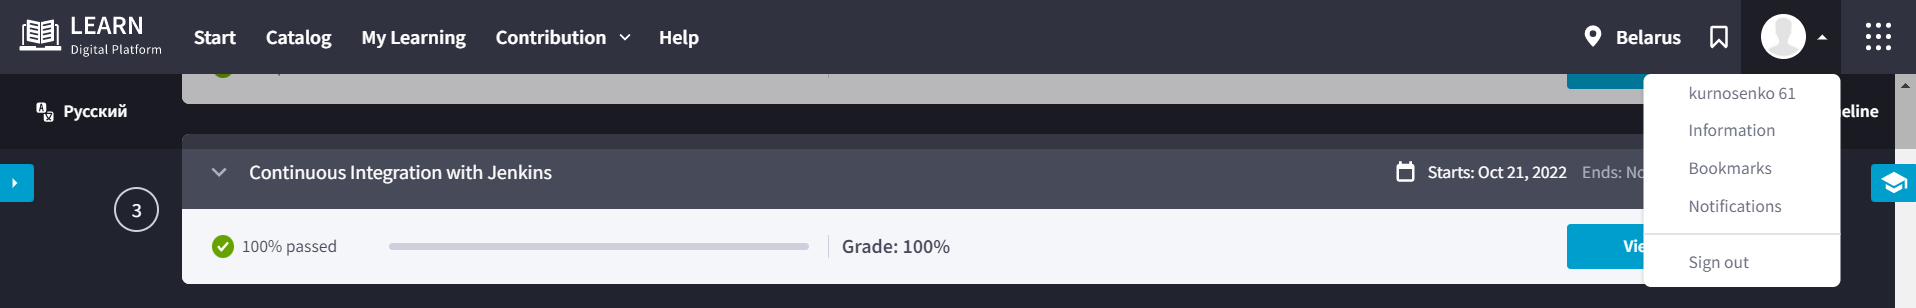 LEARN
Digital Platform
Start
Catalog
My Learning
Contribution
Help
Belarus
Русский
kurnosenko 61
Information
Bookmarks
Notifications
Sign out
eline
Continuous Integration with Jenkins
Starts: Oct 21, 2022
Ends: No
3
100% passed
Grade: 100%
Vie